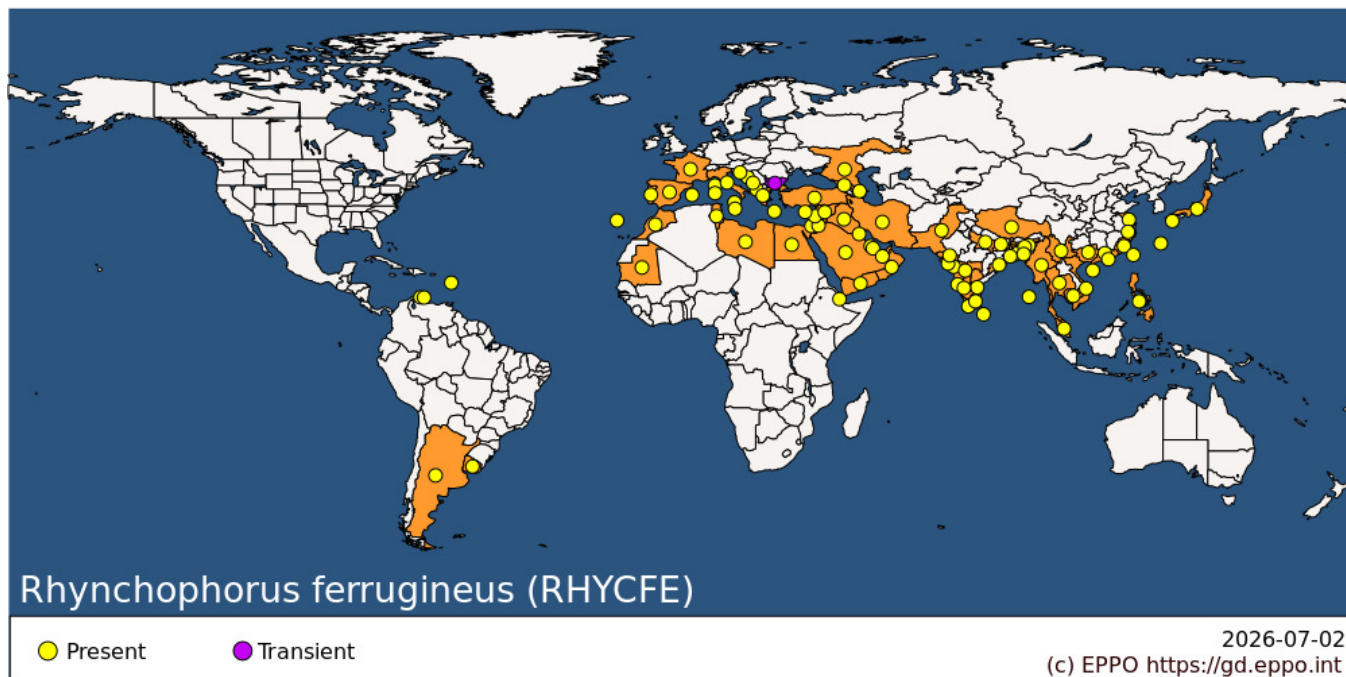 Rhynchophorus ferrugineus (RHYCFE)
Present
Transient
2026-07-02
(c) EPPO https://gd.eppo.int